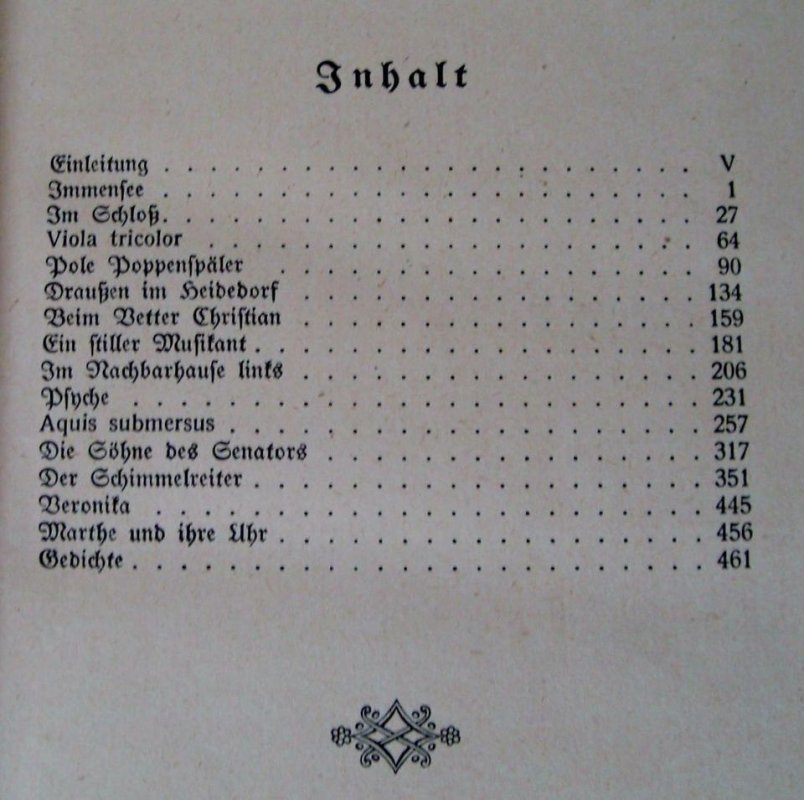 Inhalt
Einleitung . . . . . . . . . . . . . . . . . . . . . . . V
Immensee . . . . . . . . . . . . . . . . . . . . . . . 1
Im Schloß. . . . . . . . . . . . . . . . . . . . . . . 27
Viola tricolor . . . . . . . . . . . . . . . . . . . . . 64
Pole Poppenspäler . . . . . . . . . . . . . . . . . . 90
Draußen im Heidedorf . . . . . . . . . . . . . . . . . 134
Beim Vetter Christian . . . . . . . . . . . . . . . . . 159
Ein stiller Musikant . . . . . . . . . . . . . . . . . . . 181
Im Nachbarhause links . . . . . . . . . . . . . . . . . 206
Psyche . . . . . . . . . . . . . . . . . . . . . . . . 231
Aquis submersus . . . . . . . . . . . . . . . . . . . . 257
Die Söhne des Senators . . . . . . . . . . . . . . . . 317
Der Schimmelreiter . . . . . . . . . . . . . . . . . . . 351
Veronika . . . . . . . . . . . . . . . . . . . . . . . 445
Marthe und ihre Uhr . . . . . . . . . . . . . . . . . . 456
Gedichte . . . . . . . . . . . . . . . . . . . . . . . . 461